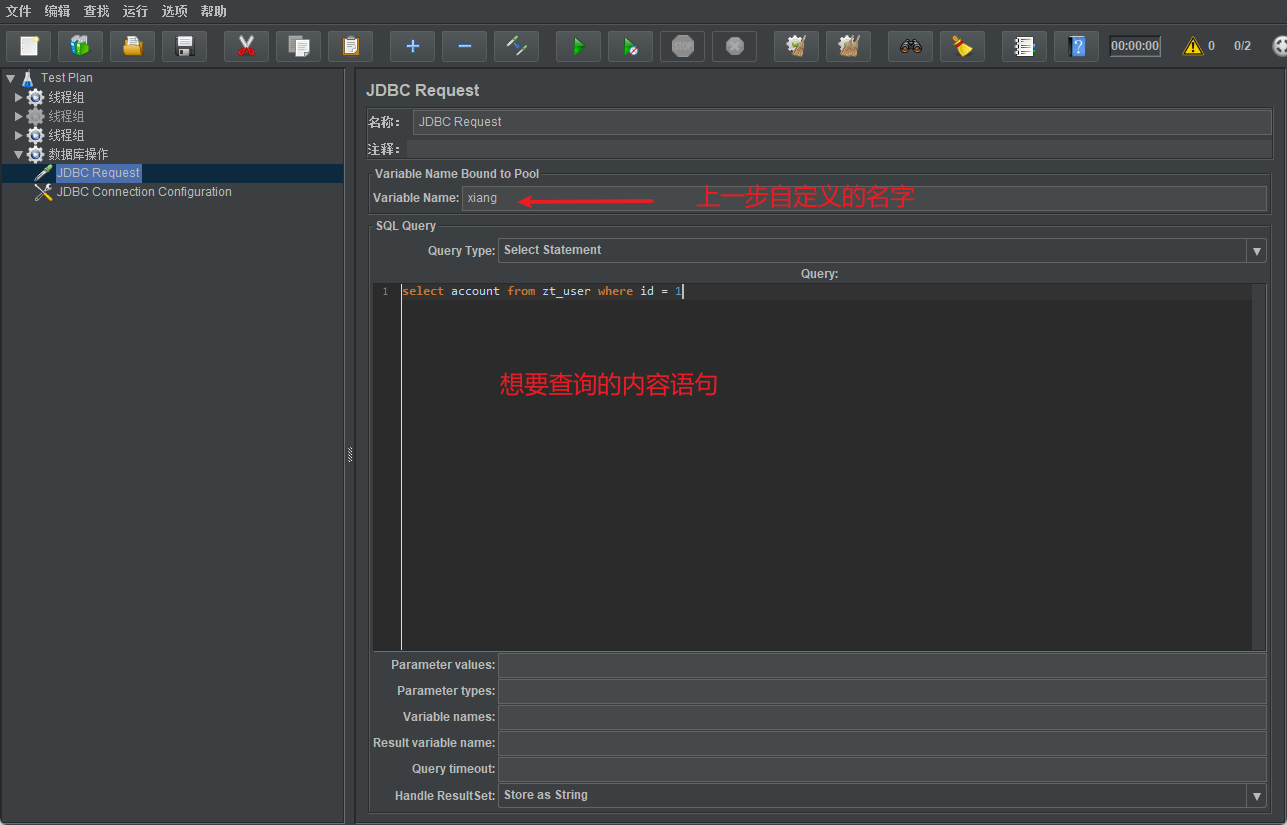 文件 编辑 查找 运行 选项 帮助
STOP
00:00:00 0 0/2
Test Plan
线程组
线程组
线程组
数据库操作
JDBC Request
JDBC Connection Configuration
JDBC Request
名称： JDBC Request
注释：
Variable Name Bound to Pool
Variable Name: xiang 上一步自定义的名字
SQL Query
Query Type: Select Statement
Query:
1 select account from zt_user where id = 1
想要查询的内容语句
Parameter values:
Parameter types:
Variable names:
Result variable name:
Query timeout:
Handle ResultSet: Store as String